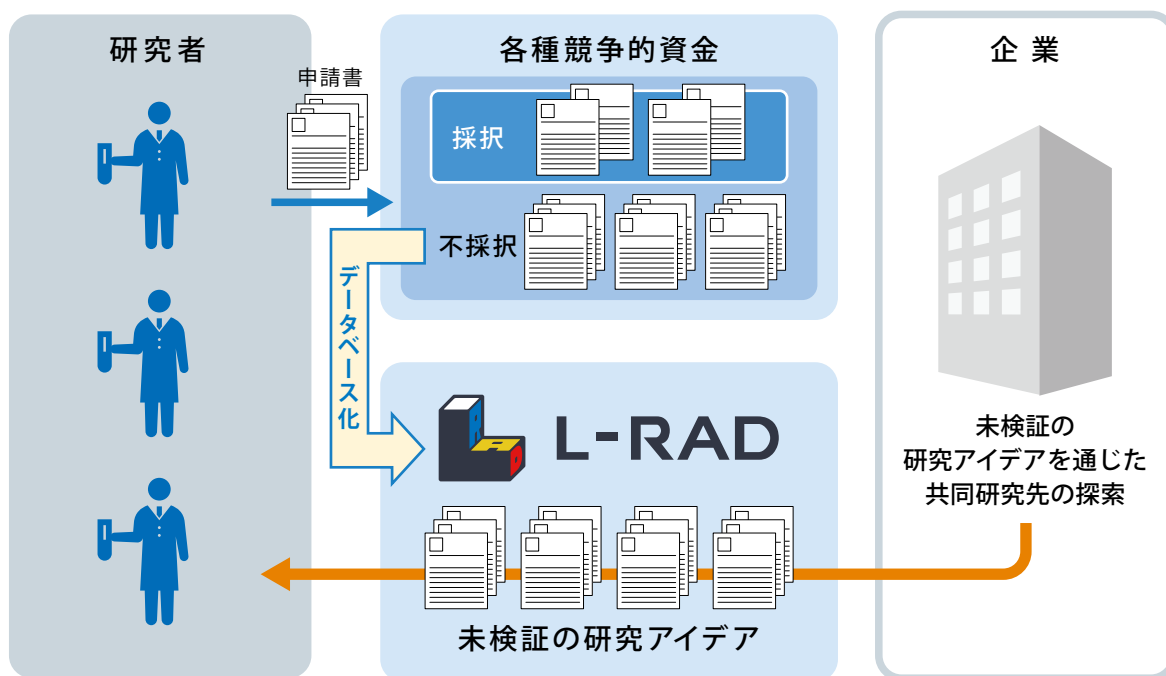 研究者
申請書
各種競争的資金
採択
不採択
データベース化
L-RAD
未検証の研究アイデア
企業
未検証の
研究アイデアを通じた
共同研究先の探索